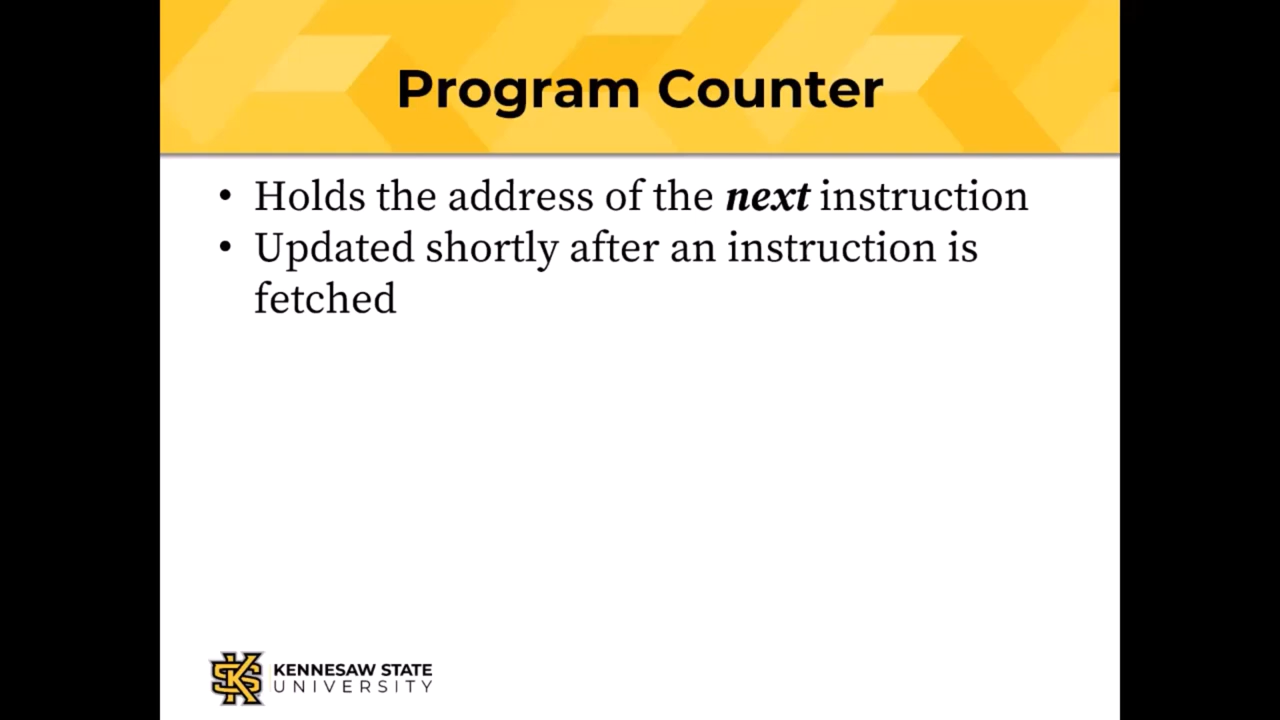 Program Counter
• Holds the address of the next instruction
• Updated shortly after an instruction is
fetched
KENNESAW STATE
UNIVERSITY